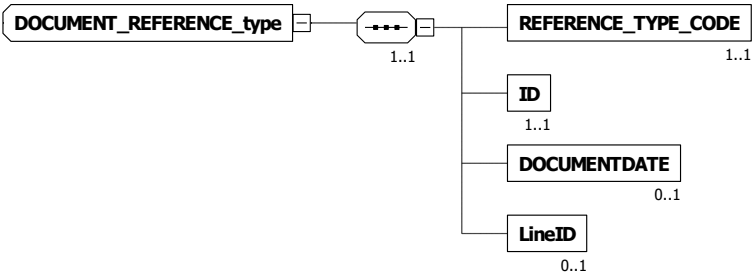 DOCUMENT_REFERENCE_type
1..1
REFERENCE_TYPE_CODE
1..1
ID
1..1
DOCUMENTDATE
0..1
LineID
0..1